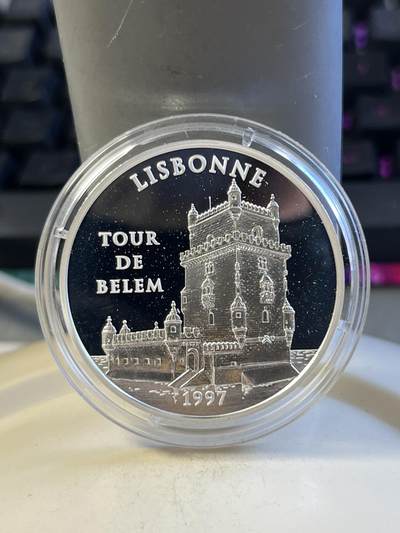 LISBONNE
TOUR
DE
BELEM
1997